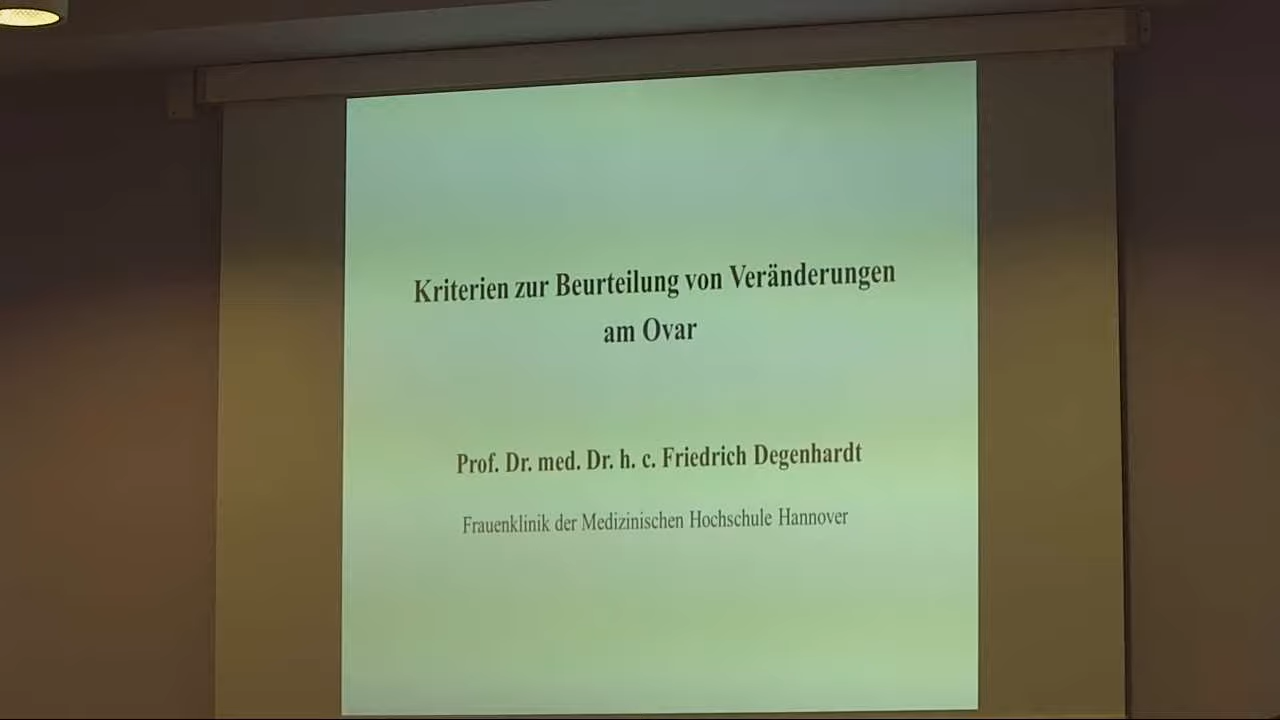 Kriterien zur Beurteilung von Veränderungen
am Ovar
Prof. Dr. med. Dr. h. c. Friedrich Degenhardt
Frauenklinik der Medizinischen Hochschule Hannover